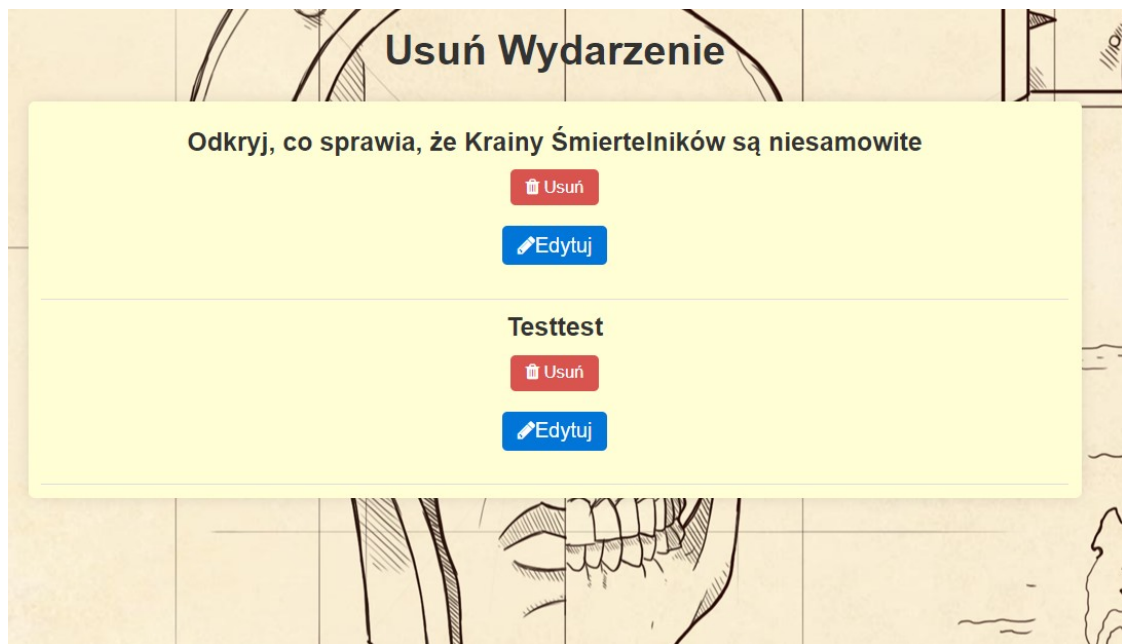 Usuń Wydarzenie
Odkryj, co sprawia, że Krainy Śmiertelników są niesamowite
Usuń
Edytuj
Testtest
Usuń
Edytuj